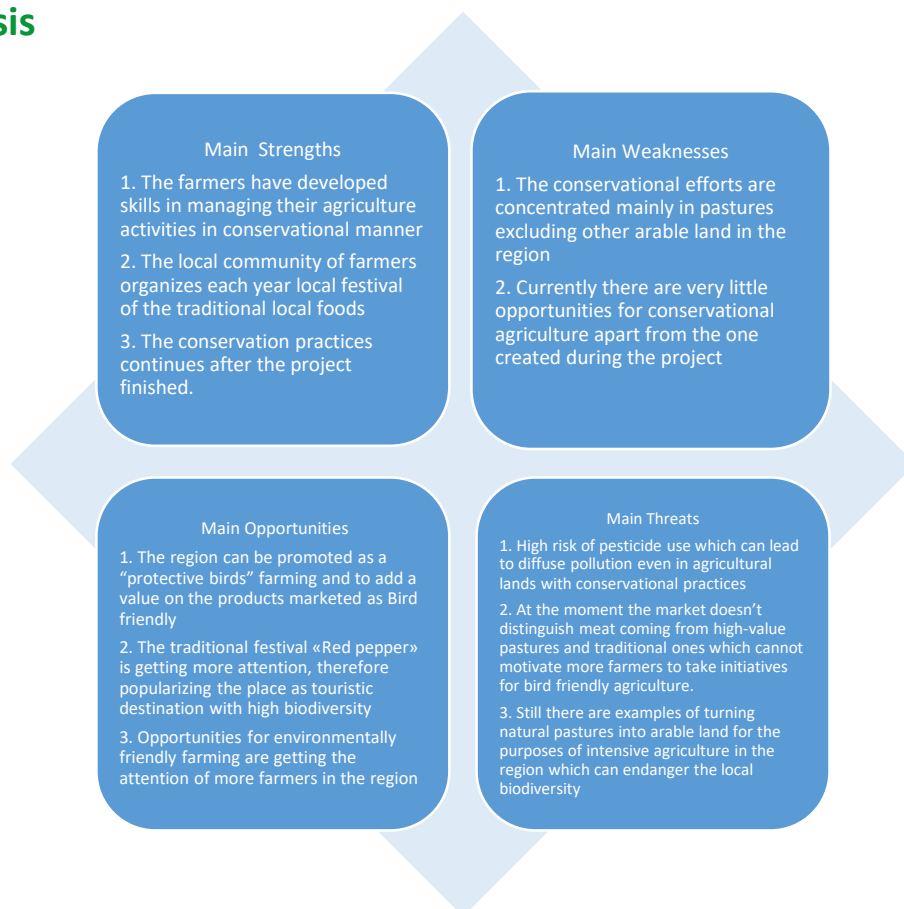 sis
Main  Strengths
1. The farmers have developed
skills in managing their agriculture
activities in conservational manner
2. The local community of farmers
organizes each year local festival
of the traditional local foods
3. The conservation practices
continues after the project
finished.
Main Weaknesses
1. The conservational efforts are
concentrated mainly in pastures
excluding other arable land in the
region
2. Currently there are very little
opportunities for conservational
agriculture apart from the one
created during the project
Main Opportunities
1. The region can be promoted as a
“protective birds” farming and to add a
value on the products marketed as Bird
friendly
2. The traditional festival «Red pepper»
is getting more attention, therefore
popularizing the place as touristic
destination with high biodiversity
3. Opportunities for environmentally
friendly farming are getting the
attention of more farmers in the region
Main Threats
1. High risk of pesticide use which can lead
to diffuse pollution even in agricultural
lands with conservational practices
2. At the moment the market doesn’t
distinguish meat coming from high-value
pastures and traditional ones which cannot
motivate more farmers to take initiatives
for bird friendly agriculture.
3. Still there are examples of turning
natural pastures into arable land for the
purposes of intensive agriculture in the
region which can endanger the local
biodiversity